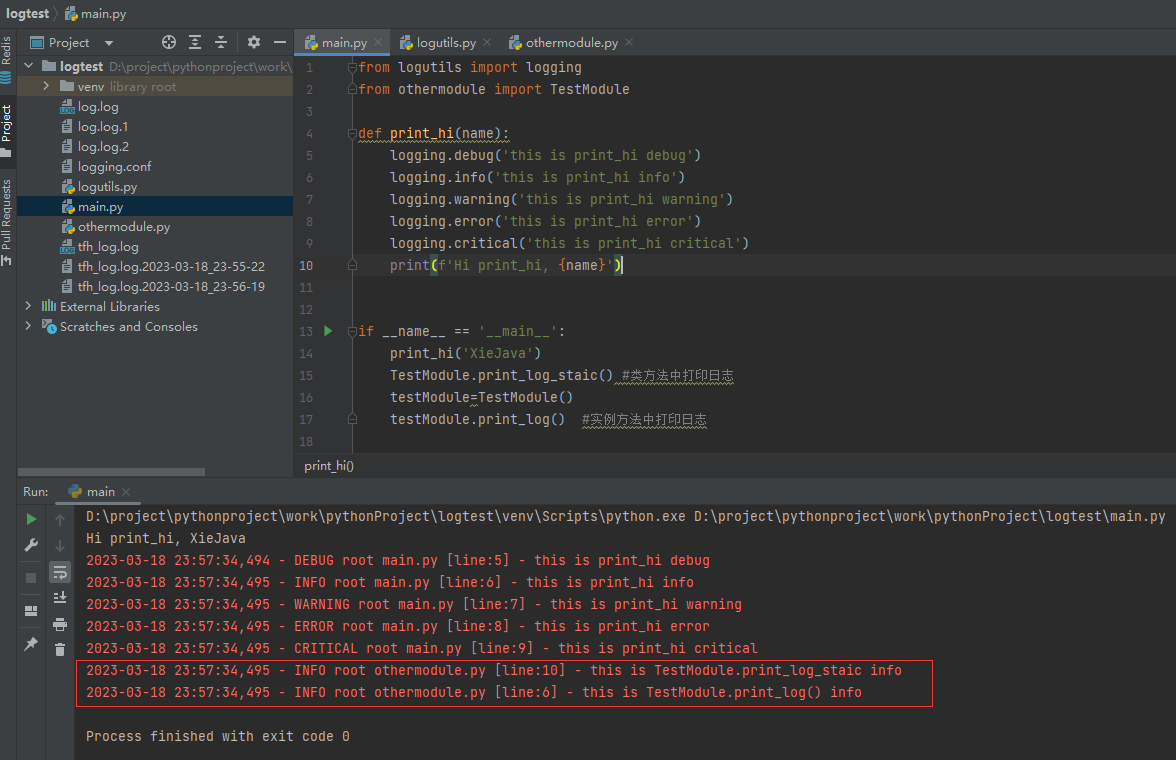 logtest main.py
Redis
Project
Pull Requests
Project
logtest D:\project\pythonproject\work\
venv library root
log.log
log.log.1
log.log.2
logging.conf
logutils.py
main.py
othermodule.py
tfh_log.log
tfh_log.log.2023-03-18_23-55-22
tfh_log.log.2023-03-18_23-56-19
External Libraries
Scratches and Consoles
main.py logutils.py othermodule.py
1 from logutils import logging
2 from othermodule import TestModule
3
4 def print_hi(name):
5 logging.debug('this is print_hi debug')
6 logging.info('this is print_hi info')
7 logging.warning('this is print_hi warning')
8 logging.error('this is print_hi error')
9 logging.critical('this is print_hi critical')
10 print(f'Hi print_hi, {name}')
11
12
13 if __name__ == '__main__':
14 print_hi('XieJava')
15 TestModule.print_log_staic() #类方法中打印日志
16 testModule=TestModule()
17 testModule.print_log() #实例方法中打印日志
18
print_hi()
Run: main
D:\project\pythonproject\work\pythonProject\logtest\venv\Scripts\python.exe D:\project\pythonproject\work\pythonProject\logtest\main.py
Hi print_hi, XieJava
2023-03-18 23:57:34,494 - DEBUG root main.py [line:5] - this is print_hi debug
2023-03-18 23:57:34,495 - INFO root main.py [line:6] - this is print_hi info
2023-03-18 23:57:34,495 - WARNING root main.py [line:7] - this is print_hi warning
2023-03-18 23:57:34,495 - ERROR root main.py [line:8] - this is print_hi error
2023-03-18 23:57:34,495 - CRITICAL root main.py [line:9] - this is print_hi critical
2023-03-18 23:57:34,495 - INFO root othermodule.py [line:10] - this is TestModule.print_log_staic info
2023-03-18 23:57:34,495 - INFO root othermodule.py [line:6] - this is TestModule.print_log() info
Process finished with exit code 0